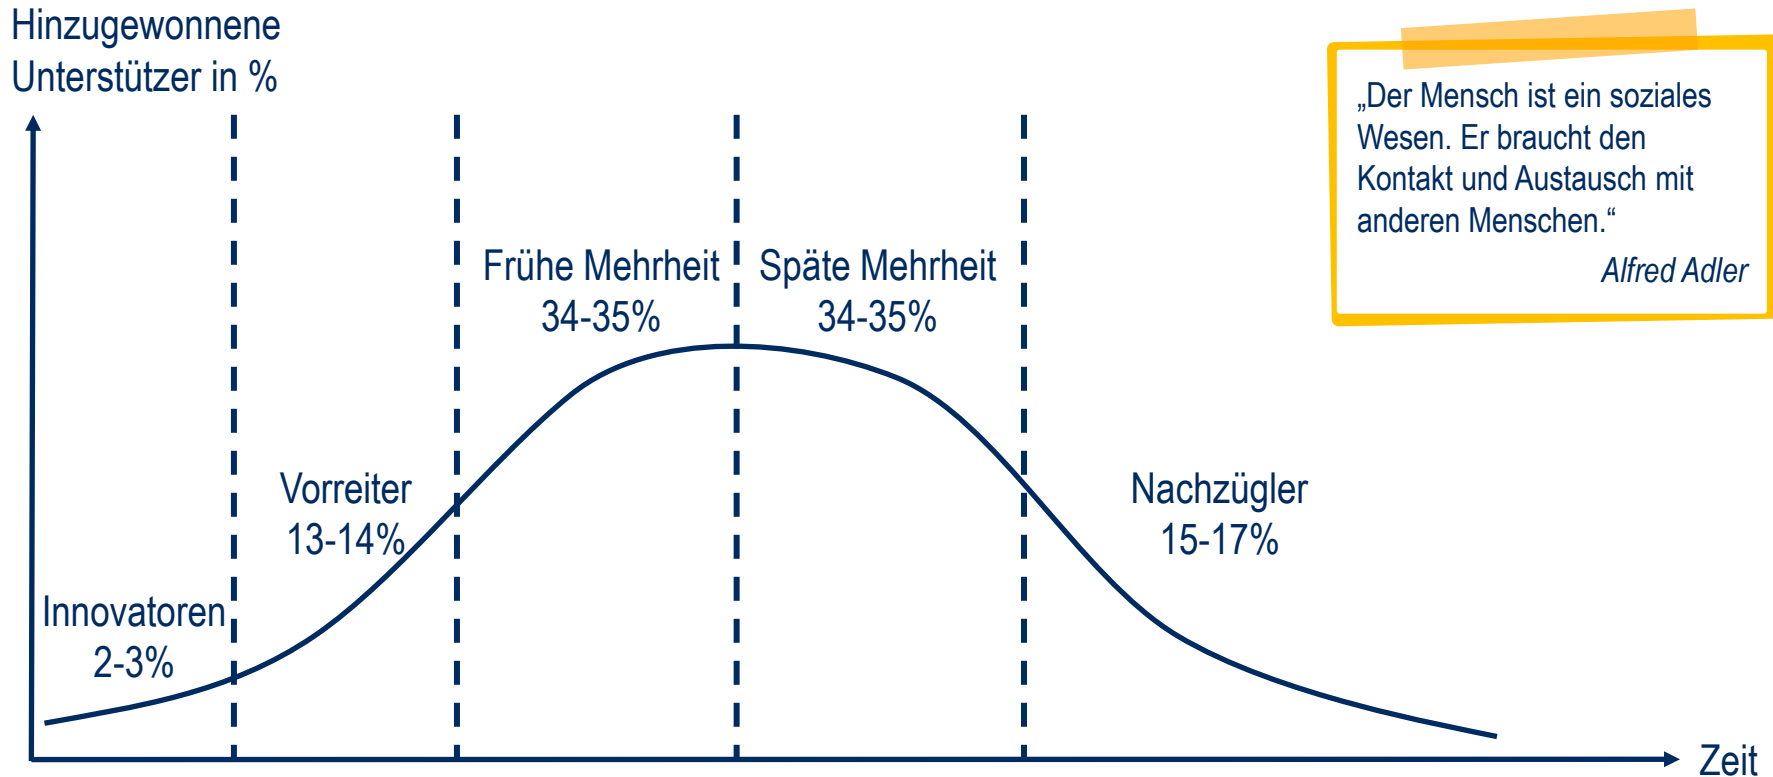 Hinzugewonnene
Unterstützer in %
„Der Mensch ist ein soziales
Wesen. Er braucht den
Kontakt und Austausch mit
anderen Menschen.“
Alfred Adler
Frühe Mehrheit
34-35%
Späte Mehrheit
34-35%
Vorreiter
13-14%
Nachzügler
15-17%
Innovatoren
2-3%
Zeit